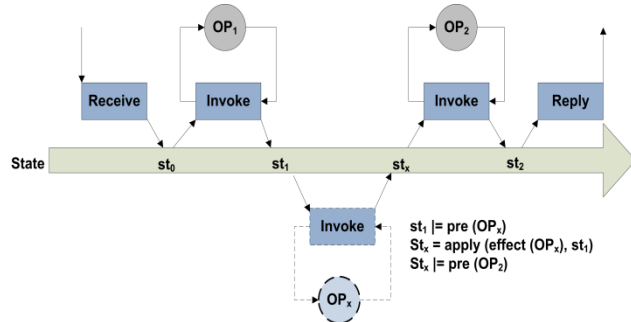 OP1
OP2
Receive
Invoke
Invoke
Reply
State
st0
st1
stx
st2
Invoke
st1 |= pre (OPx)
Stx = apply (effect (OPx), st1)
Stx |= pre (OP2)
OPx